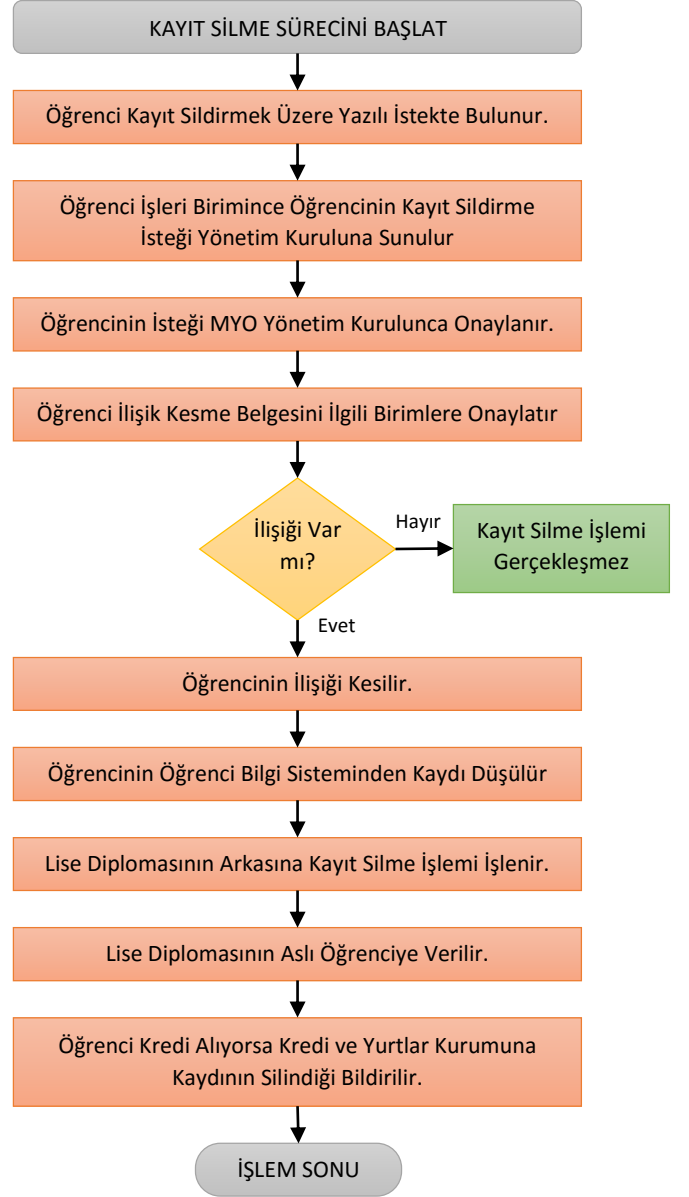 KAYIT SİLME SÜRECİNİ BAŞLAT
Öğrenci Kayıt Sildirmek Üzere Yazılı İstekte Bulunur.
Öğrenci İşleri Birimince Öğrencinin Kayıt Sildirme
İsteği Yönetim Kuruluna Sunulur
Öğrencinin İsteği MYO Yönetim Kurulunca Onaylanır.
Öğrenci İlişik Kesme Belgesini İlgili Birimlere Onaylatır
İlişiği Var
mı?
Hayır
Kayıt Silme İşlemi
Gerçekleşmez
Evet
Öğrencinin İlişiği Kesilir.
Öğrencinin Öğrenci Bilgi Sisteminden Kaydı Düşülür
Lise Diplomasının Arkasına Kayıt Silme İşlemi İşlenir.
Lise Diplomasının Aslı Öğrenciye Verilir.
Öğrenci Kredi Alıyorsa Kredi ve Yurtlar Kurumuna
Kaydının Silindiği Bildirilir.
İŞLEM SONU